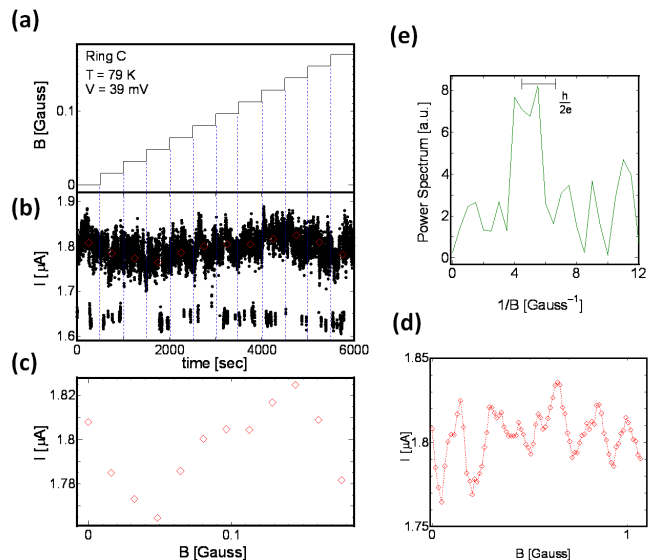 (a)
Ring C
T = 79 K
V = 39 mV
B [Gauss]
0.1
0
(b)
I [µA]
1.9
1.8
1.7
1.6
0 2000 4000 6000
time [sec]
(c)
I [µA]
1.82
1.8
1.78
0 0.1
B [Gauss]
(e)
h
2e
Power Spectrum [a.u.]
8
6
4
2
0
0 4 8 12
1/B [Gauss⁻¹]
(d)
I [µA]
1.85
1.8
1.75
0 1
B [Gauss]